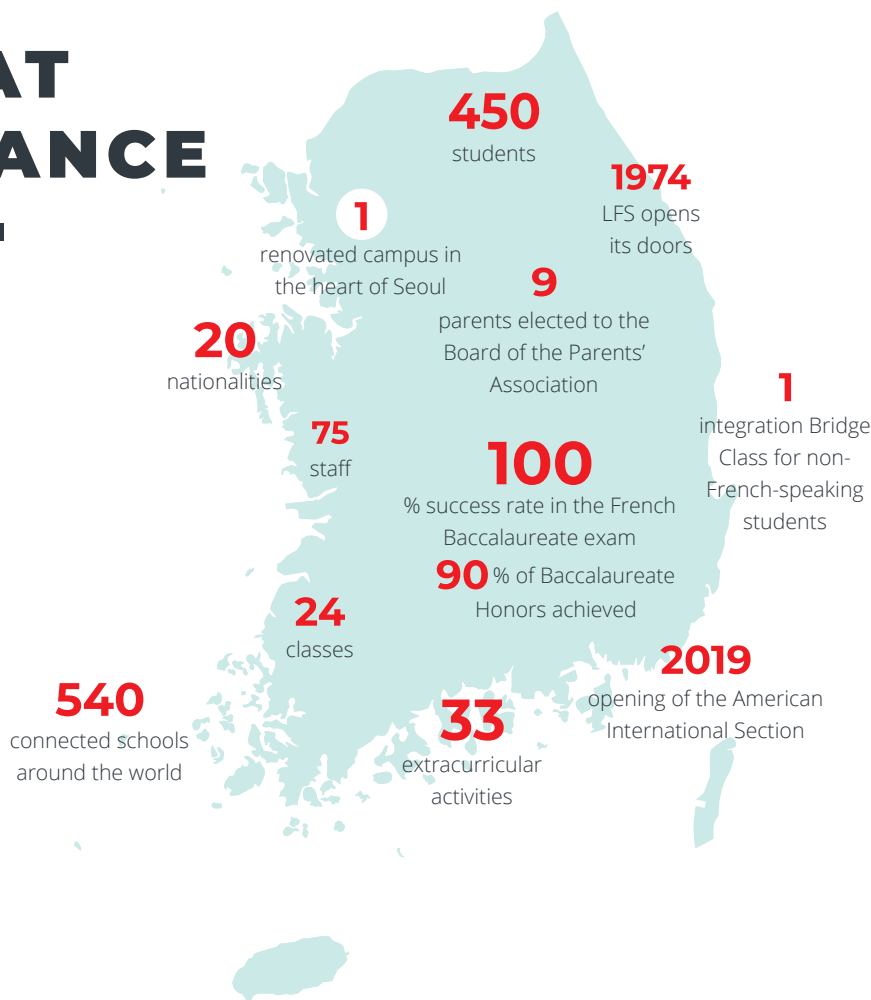 AT
ANCE
450
students
1974
LFS opens
its doors
1
renovated campus in
the heart of Seoul
9
parents elected to the
Board of the Parents’
Association
20
nationalities
1
integration Bridge
Class for non-
French-speaking
students
75
staff
100
% success rate in the French
Baccalaureate exam
90 % of Baccalaureate
Honors achieved
24
classes
2019
opening of the American
International Section
540
connected schools
around the world
33
extracurricular
activities